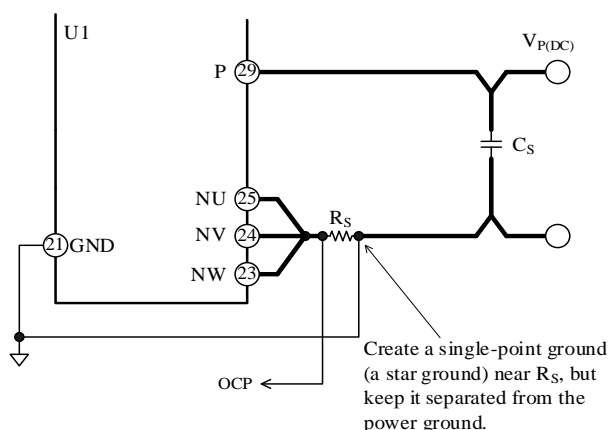 U1
V_P(DC)
P
29
C_S
NU
25
R_S
NV
24
21
GND
NW
23
Create a single-point ground
(a star ground) near R_S, but
keep it separated from the
power ground.
OCP